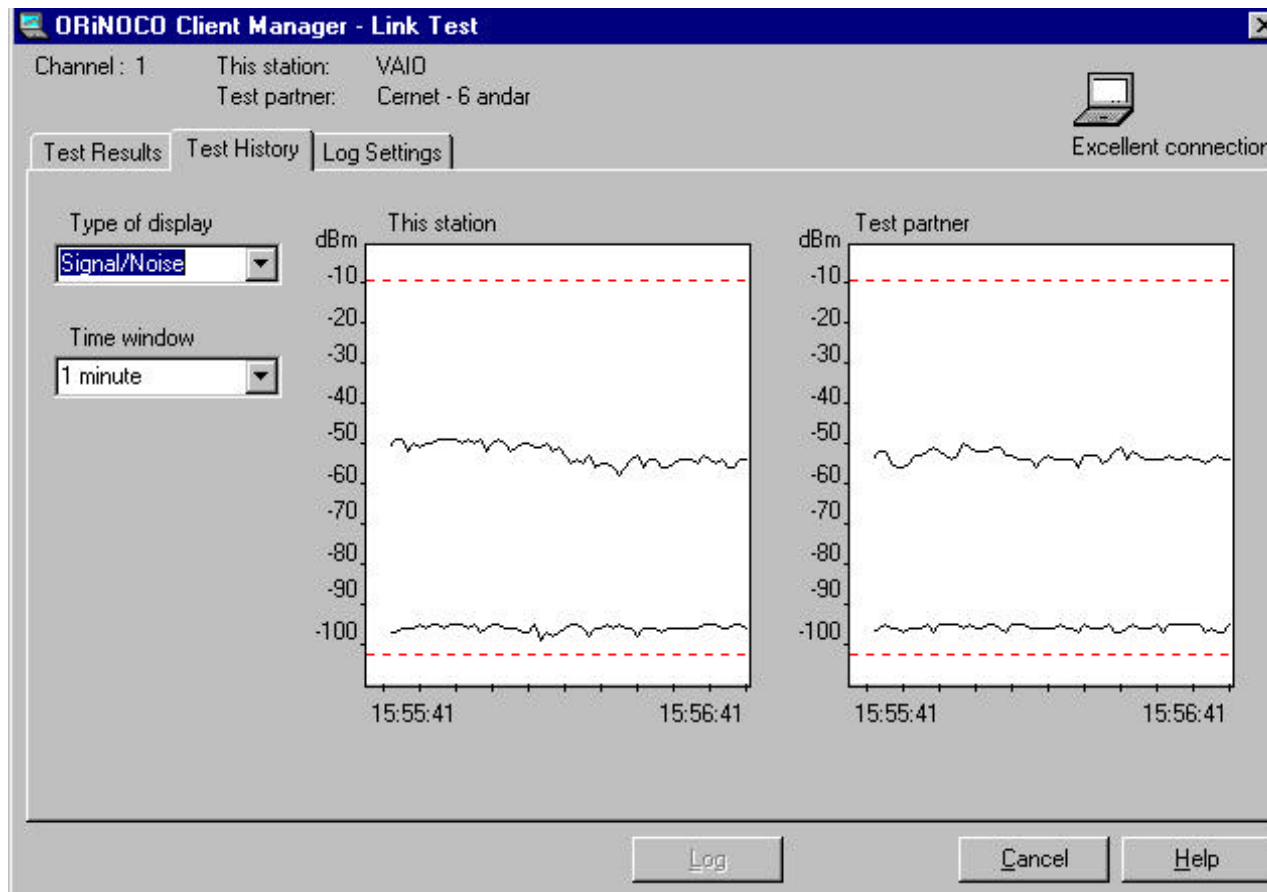 ORiNOCO Client Manager - Link Test
Channel : 1
This station: VAIO
Test partner: Cernet - 6 andar
Excellent connection
Test Results
Test History
Log Settings
Type of display
Signal/Noise
Time window
1 minute
This station
dBm
-10
-20
-30
-40
-50
-60
-70
-80
-90
-100
15:55:41 15:56:41
Test partner
dBm
-10
-20
-30
-40
-50
-60
-70
-80
-90
-100
15:55:41 15:56:41
Log
Cancel
Help